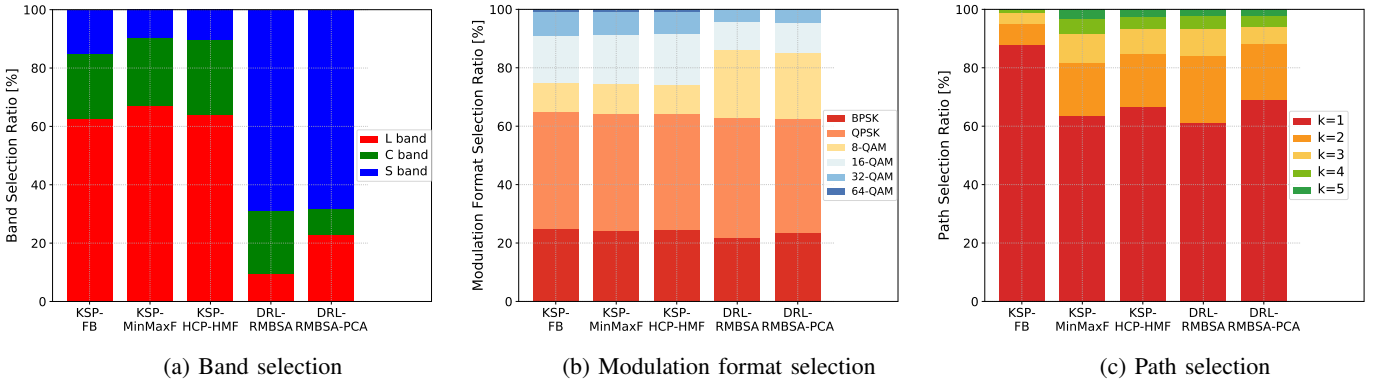 Band Selection Ratio [%]
100
80
60
40
20
0
L band
C band
S band
KSP-
FB
KSP-
MinMaxF
KSP-
HCP-HMF
DRL-
RMBSA
DRL-
RMBSA-PCA
(a) Band selection
Modulation Format Selection Ratio [%]
100
80
60
40
20
0
BPSK
QPSK
8-QAM
16-QAM
32-QAM
64-QAM
KSP-
FB
KSP-
MinMaxF
KSP-
HCP-HMF
DRL-
RMBSA
DRL-
RMBSA-PCA
(b) Modulation format selection
Path Selection Ratio [%]
100
80
60
40
20
0
k=1
k=2
k=3
k=4
k=5
KSP-
FB
KSP-
MinMaxF
KSP-
HCP-HMF
DRL-
RMBSA
DRL-
RMBSA-PCA
(c) Path selection